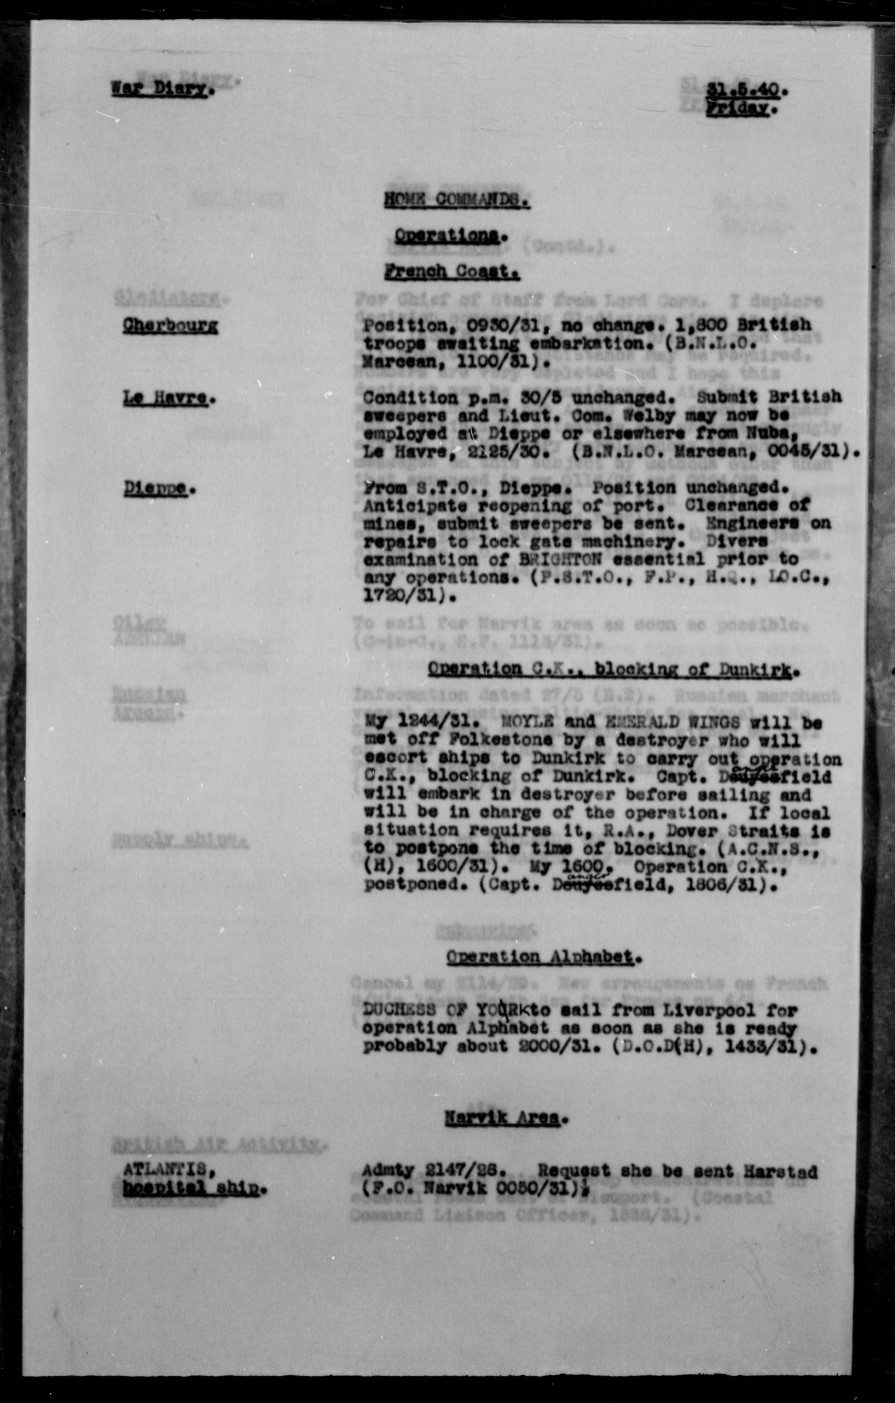 War Diary.
31.5.40.
Friday.
HOME COMMANDS.
Operations.
French Coast.
Cherbourg
Position, 0930/31, no change. 1,800 British
troops awaiting embarkation. (B.N.L.O.
Marcean, 1100/31).
Le Havre.
Condition p.m. 30/5 unchanged. Submit British
sweepers and Lieut. Com. Welby may now be
employed at Dieppe or elsewhere from Nuba,
Le Havre, 2125/30. (B.N.L.O. Marcean, 0045/31).
Dieppe.
From S.T.O., Dieppe. Position unchanged.
Anticipate reopening of port. Clearance of
mines, submit sweepers be sent. Engineers on
repairs to lock gate machinery. Divers
examination of BRIGHTON essential prior to
any operations. (P.S.T.O., F.P., H.Q., LO.C.,
1720/31).
Operation C.K., blocking of Dunkirk.
My 1244/31. MOYLE and EMERALD WINGS will be
met off Folkestone by a destroyer who will
escort ships to Dunkirk to carry out operation
C.K., blocking of Dunkirk. Capt.
will embark in destroyer before sailing and
will be in charge of the operation. If local
situation requires it, R.A., Dover Straits is
to postpone the time of blocking. (A.C.N.S.,
(H), 1600/31). My 1600, Operation C.K.,
postponed. (Capt. 1806/31).
Operation Alphabet.
DUCHESS OF YORK to sail from Liverpool for
operation Alphabet as soon as she is ready
probably about 2000/31. (D.O.D(H), 1433/31).
Narvik Area.
ATLANTIS,
hospital ship.
Admty 2147/28. Request she be sent Harstad
(F.O. Narvik 0050/31).